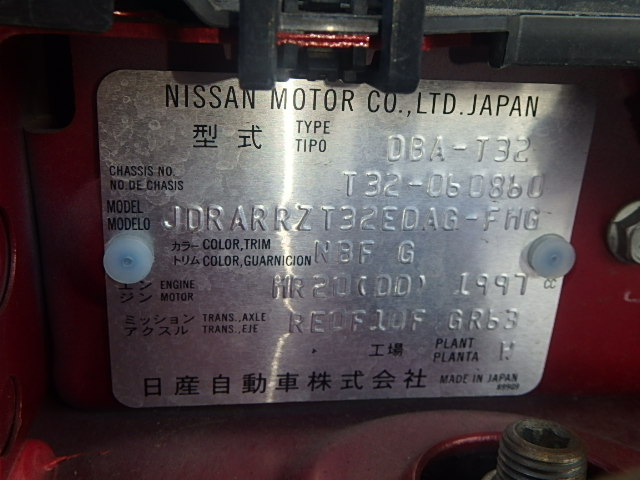 NISSAN MOTOR CO.,LTD.JAPAN
型式 TYPE TIPO DBA-T32
CHASSIS NO. NO.DE CHASIS T32-060860
MODEL MODELO JDRARRZT32EDAG-FHG
カラー COLOR,TRIM トリム COLOR,GUARNICION NBF G
エンジン ENGINE MOTOR MR20(DD) 1997 cc
ミッション TRANS.,AXLE アクスル TRANS.,EJE RE0F10F GR63
工場 PLANT PLANTA
日産自動車株式会社 MADE IN JAPAN